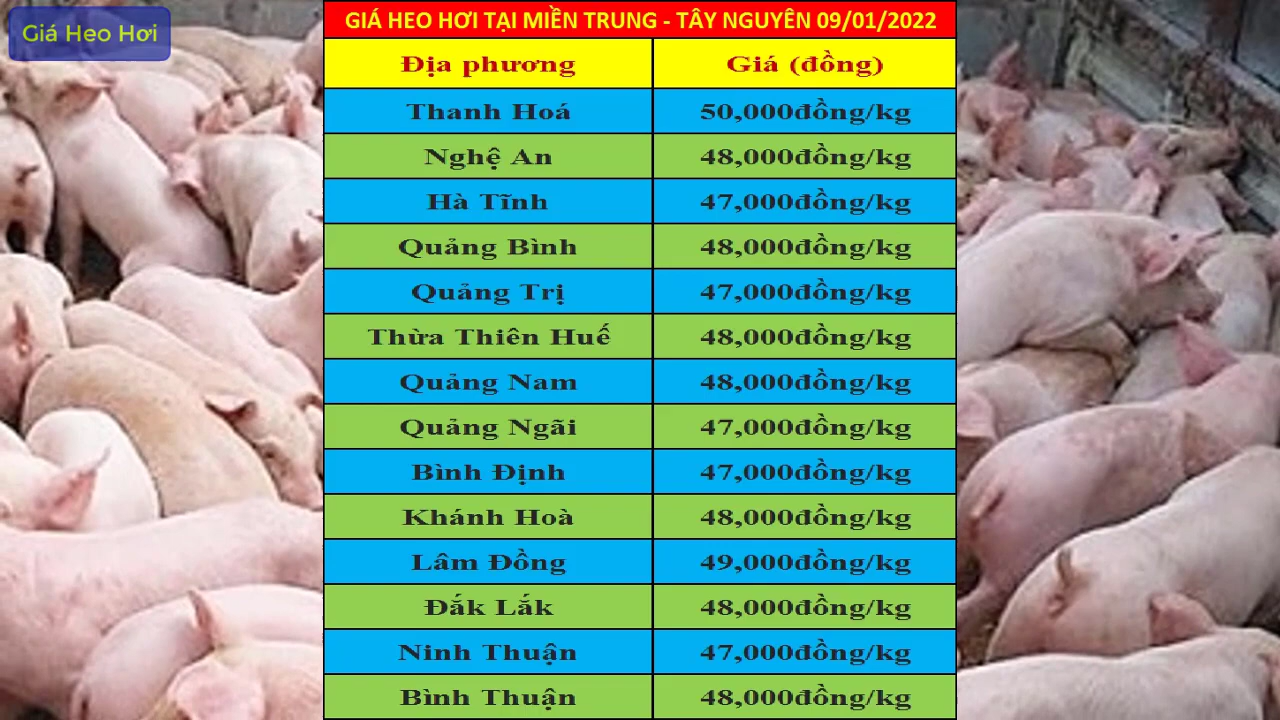 Giá Heo Hơi
GIÁ HEO HƠI TẠI MIỀN TRUNG - TÂY NGUYÊN 09/01/2022
Địa phương Giá (đồng)
Thanh Hoá 50,000đồng/kg
Nghệ An 48,000đồng/kg
Hà Tĩnh 47,000đồng/kg
Quảng Bình 48,000đồng/kg
Quảng Trị 47,000đồng/kg
Thừa Thiên Huế 48,000đồng/kg
Quảng Nam 48,000đồng/kg
Quảng Ngãi 47,000đồng/kg
Bình Định 47,000đồng/kg
Khánh Hoà 48,000đồng/kg
Lâm Đồng 49,000đồng/kg
Đắk Lắk 48,000đồng/kg
Ninh Thuận 47,000đồng/kg
Bình Thuận 48,000đồng/kg